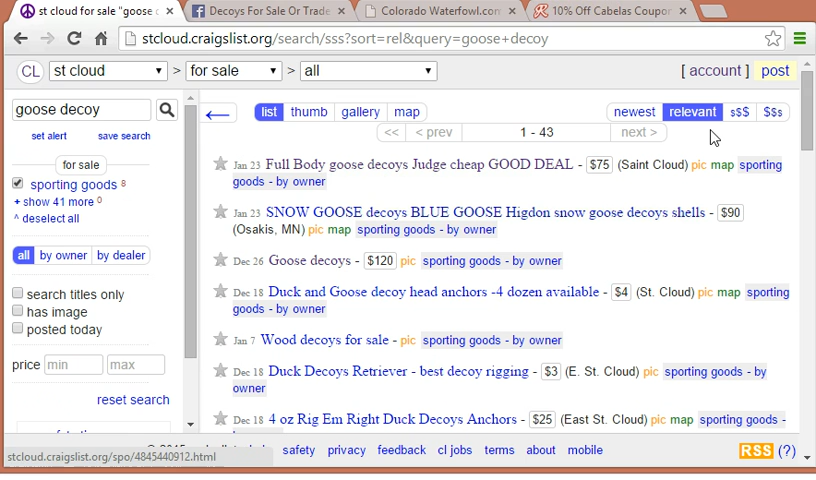 st cloud for sale "goose d
Decoys For Sale Or Trade
Colorado Waterfowl.com
10% Off Cabelas Coupon
stcloud.craigslist.org/search/sss?sort=rel&query=goose+decoy
CL st cloud > for sale > all [ account ] post
goose decoy
set alert save search
for sale
sporting goods 8
+ show 41 more 0
^ deselect all
all by owner by dealer
search titles only
has image
posted today
price min max
reset search
list thumb gallery map newest relevant $$$ $$$
<< < prev 1 - 43 next >
Jan 23 Full Body goose decoys Judge cheap GOOD DEAL - $75 (Saint Cloud) pic map sporting
goods - by owner
Jan 23 SNOW GOOSE decoys BLUE GOOSE Higdon snow goose decoys shells - $90
(Osakis, MN) pic map sporting goods - by owner
Dec 26 Goose decoys - $120 pic sporting goods - by owner
Dec 18 Duck and Goose decoy head anchors -4 dozen available - $4 (St. Cloud) pic map sporting
goods - by owner
Jan 7 Wood decoys for sale - pic sporting goods - by owner
Dec 18 Duck Decoys Retriever - best decoy rigging - $3 (E. St. Cloud) pic sporting goods - by
owner
Dec 18 4 oz Rig Em Right Duck Decoys Anchors - $25 (East St. Cloud) pic map sporting goods -
safety privacy feedback cl jobs terms about mobile RSS (?)
stcloud.craigslist.org/spo/4845440912.html